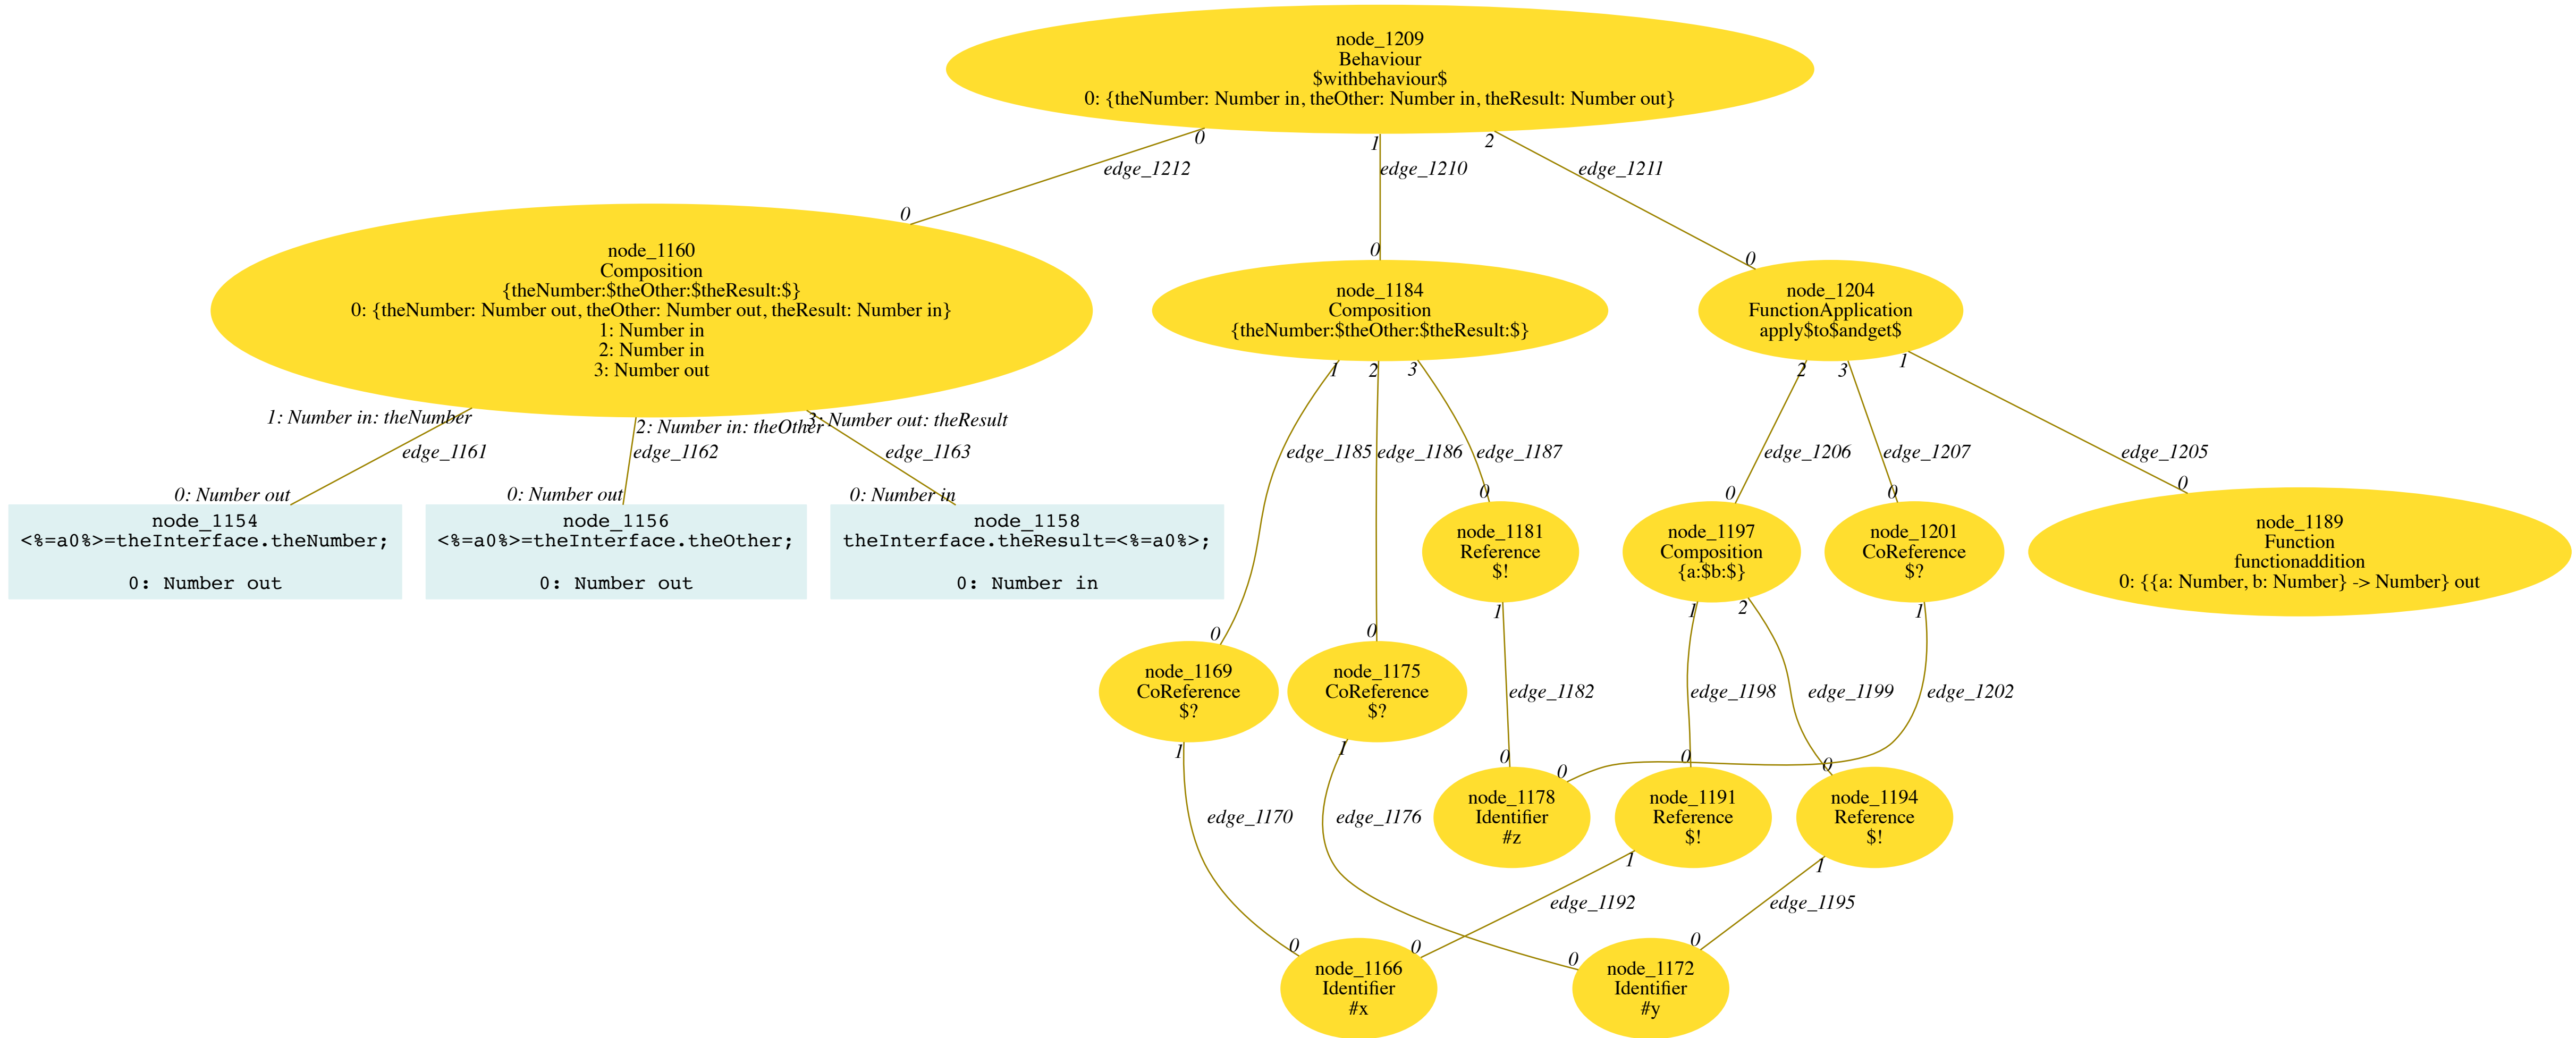 node_1209
Behaviour
$withbehaviour$
0: {theNumber: Number in, theOther: Number in, theResult: Number out}
0
1
2
edge_1212
edge_1210
edge_1211
0
0
0
node_1160
Composition
{theNumber:$theOther:$theResult:$}
0: {theNumber: Number out, theOther: Number out, theResult: Number in}
1: Number in
2: Number in
3: Number out
node_1184
Composition
{theNumber:$theOther:$theResult:$}
node_1204
FunctionApplication
apply$to$andget$
1: Number in: theNumber
2: Number in: theOther
3: Number out: theResult
1
2
3
2
3
1
edge_1161
edge_1162
edge_1163
edge_1185
edge_1186
edge_1187
edge_1206
edge_1207
edge_1205
0: Number out
0: Number out
0: Number in
0
0
0
0
node_1154
<%=a0%>=theInterface.theNumber;
0: Number out
node_1156
<%=a0%>=theInterface.theOther;
0: Number out
node_1158
theInterface.theResult=<%=a0%>;
0: Number in
node_1181
Reference
$!
node_1197
Composition
{a:$b:$}
node_1201
CoReference
$?
node_1189
Function
functionaddition
0: {{a: Number, b: Number} -> Number} out
0
0
1
1
2
1
node_1169
CoReference
$?
node_1175
CoReference
$?
edge_1182
edge_1198
edge_1199
edge_1202
1
1
0
0
0
0
edge_1170
edge_1176
node_1178
Identifier
#z
node_1191
Reference
$!
node_1194
Reference
$!
1
1
edge_1192
edge_1195
0
0
0
0
node_1166
Identifier
#x
node_1172
Identifier
#y